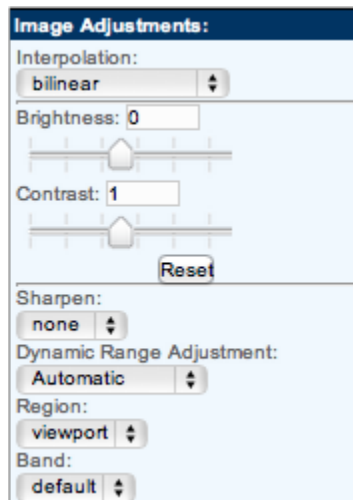 Image Adjustments:
Interpolation:
bilinear
Brightness: 0
Contrast: 1
Reset
Sharpen:
none
Dynamic Range Adjustment:
Automatic
Region:
viewport
Band:
default